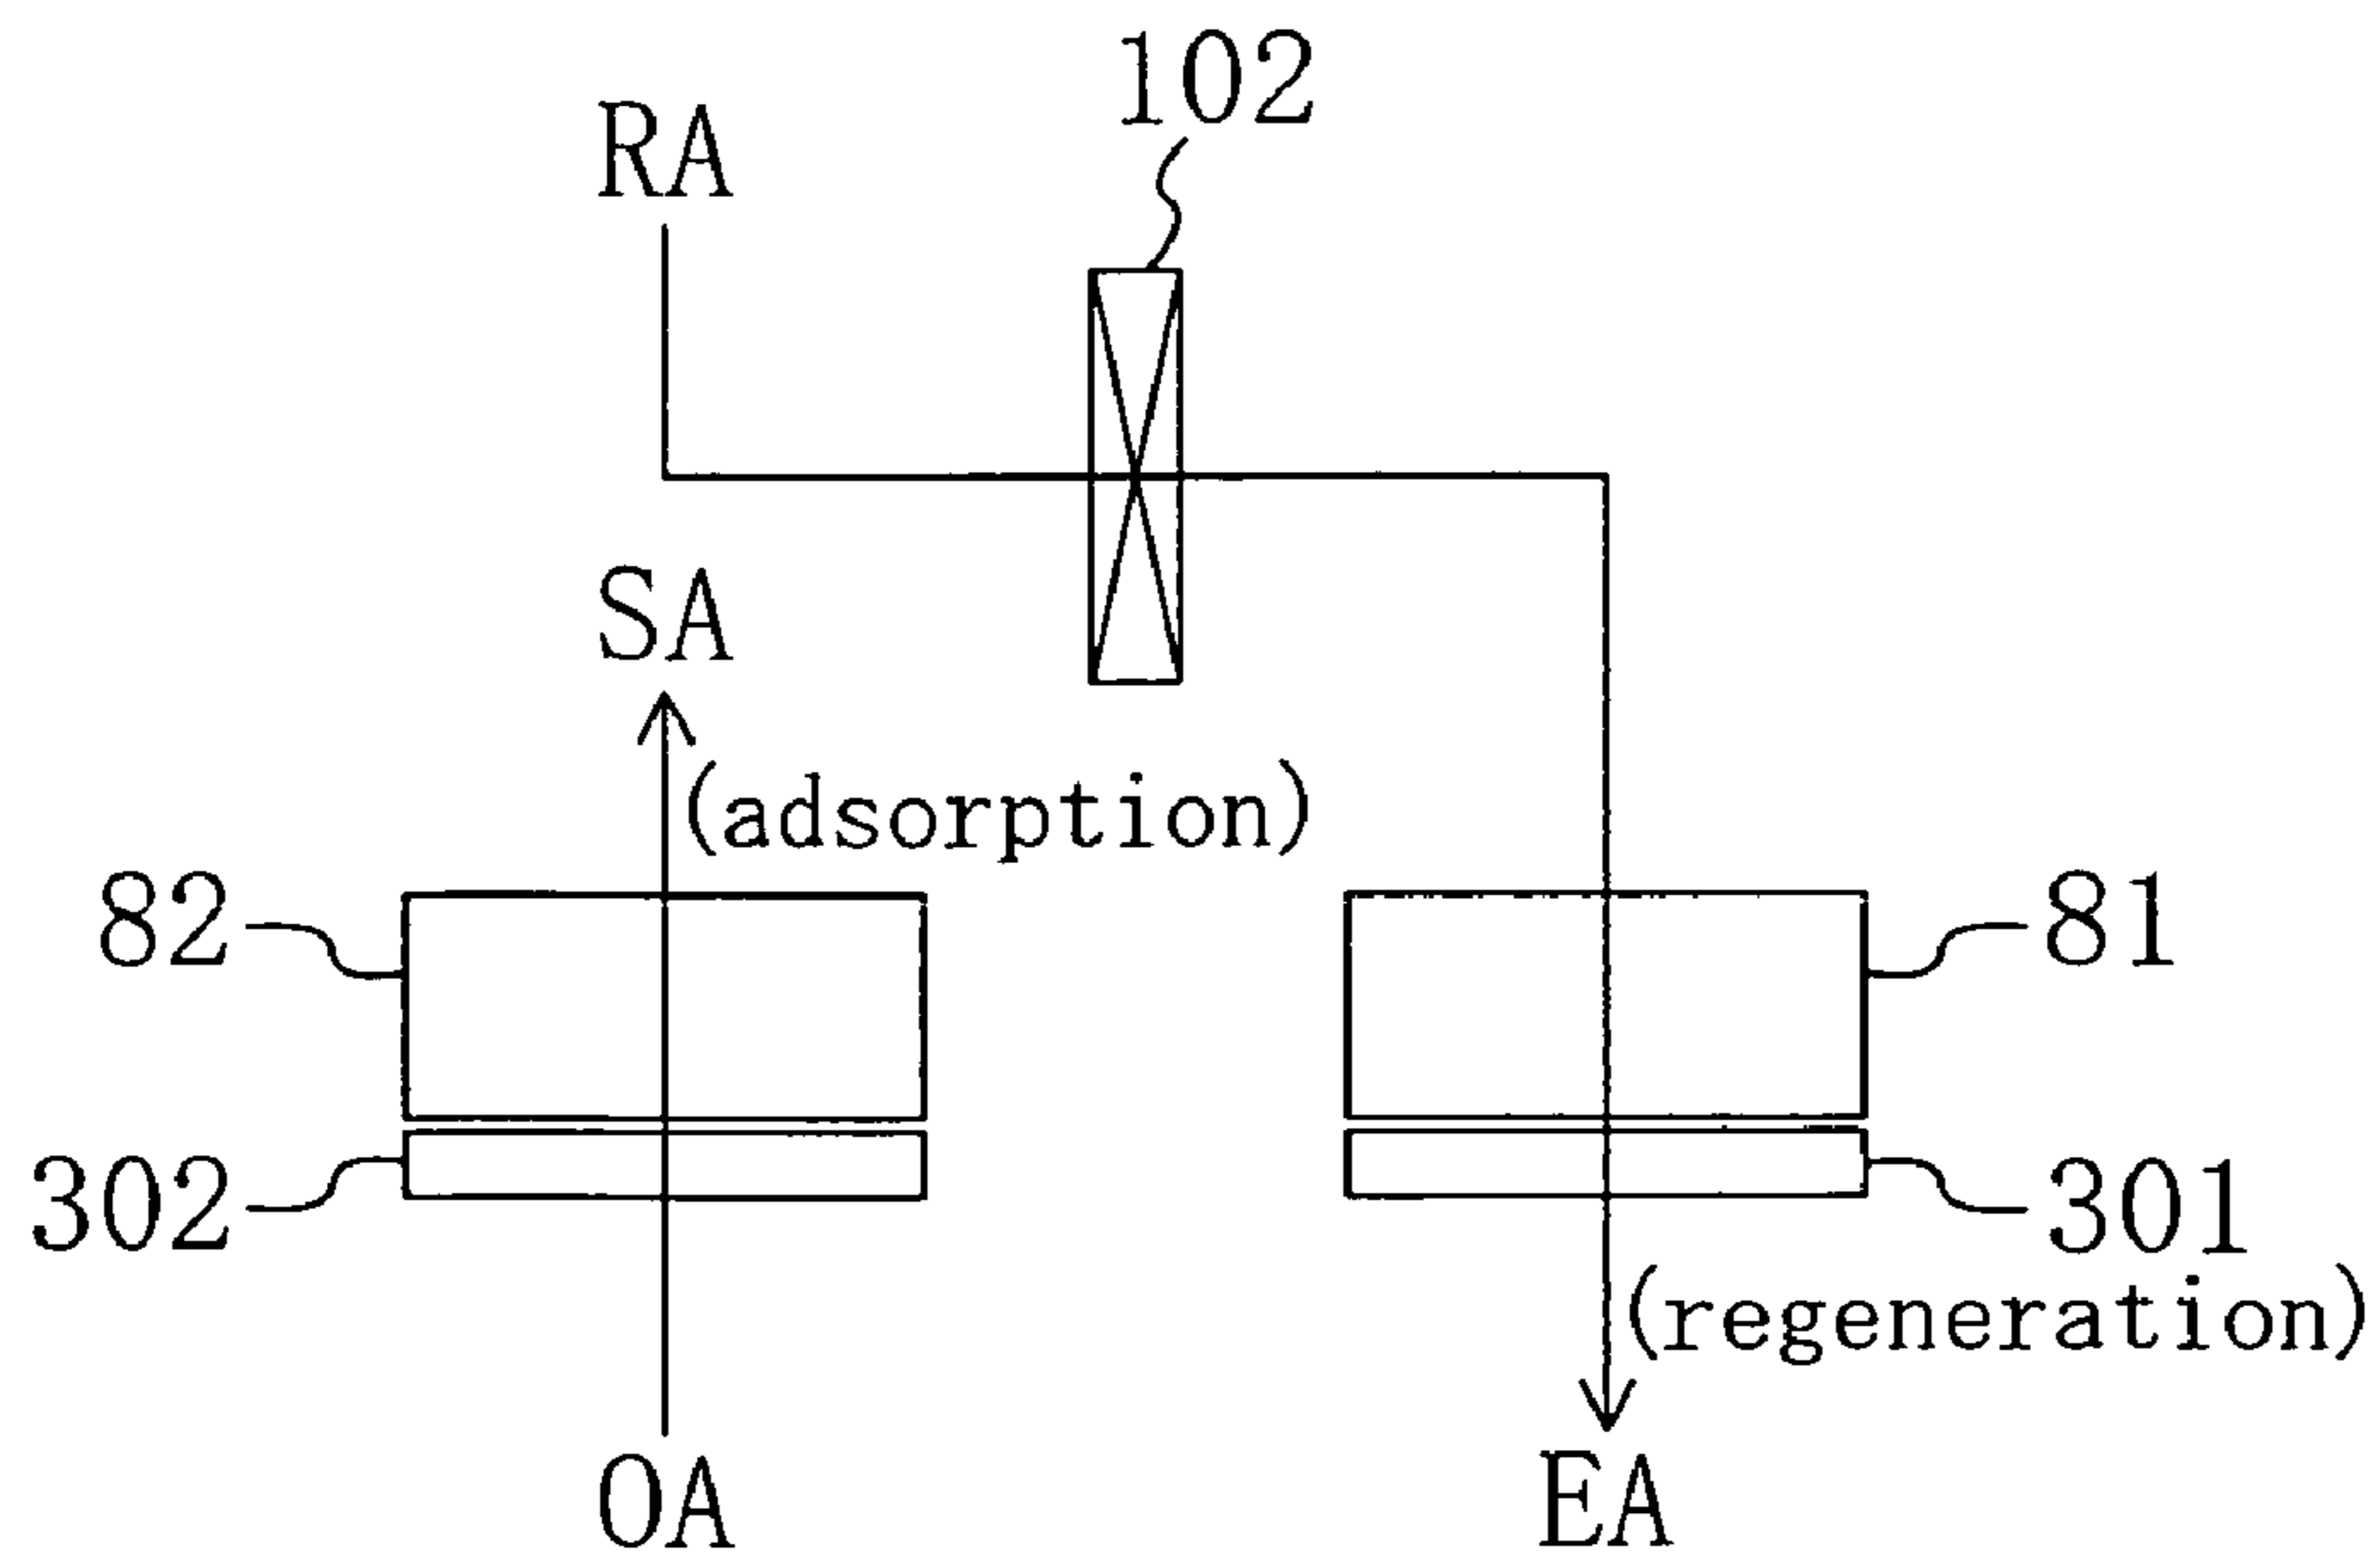 102
RA
SA
(adsorption)
82
81
302
301
(regeneration)
OA
EA